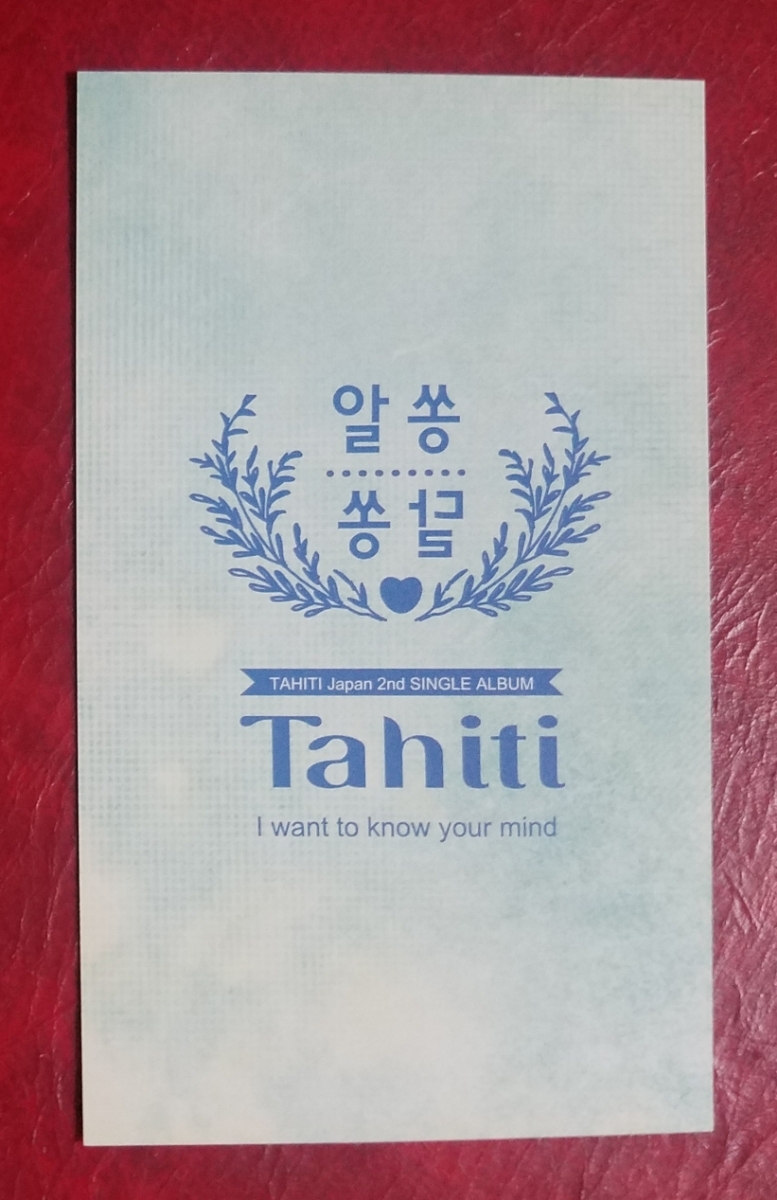 알쏭
달쏭
TAHITI Japan 2nd SINGLE ALBUM
Tahiti
I want to know your mind